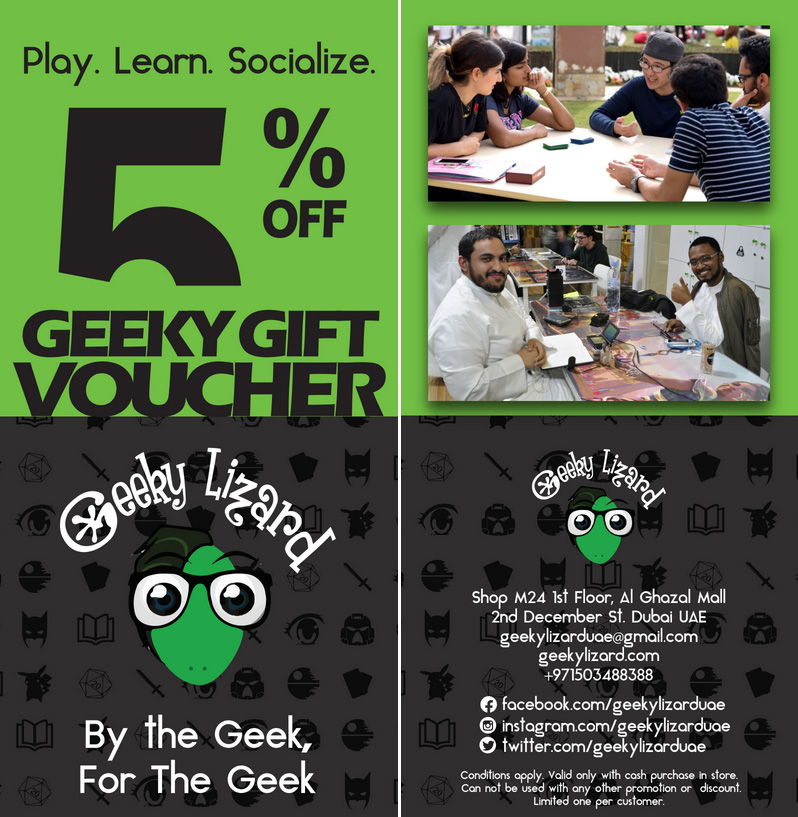 Play. Learn. Socialize.
5% OFF
GEEKY GIFT
VOUCHER
Geeky Lizard
By the Geek,
For The Geek
Geeky Lizard
Shop M24 1st Floor, Al Ghazal Mall
2nd December St. Dubai UAE
geekylizarduae@gmail.com
geekylizard.com
+971503488388
facebook.com/geekylizarduae
instagram.com/geekylizarduae
twitter.com/geekylizarduae
Conditions apply. Valid only with cash purchase in store.
Can not be used with any other promotion or discount.
Limited one per customer.